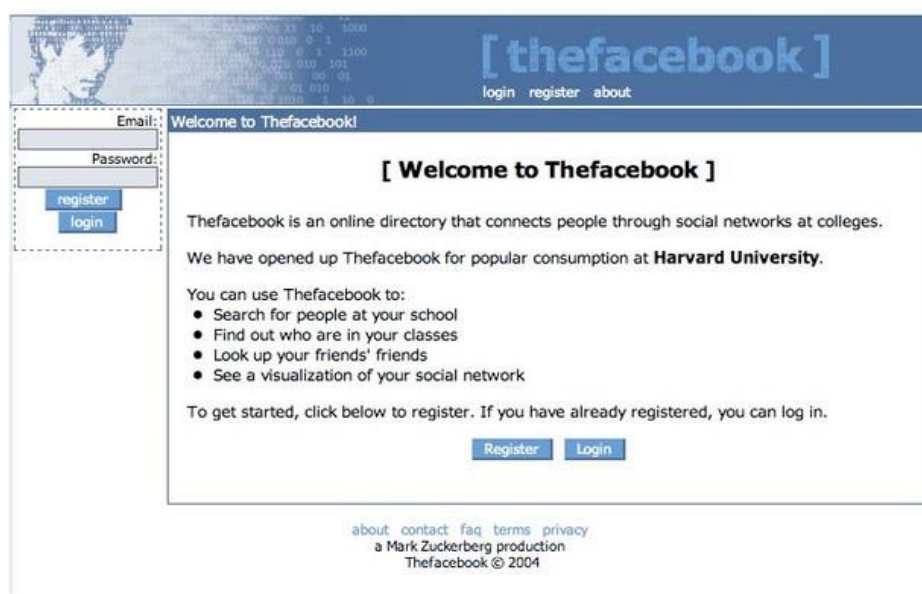 [ thefacebook ]
login register about
Email:
Password:
register
login
Welcome to Thefacebook!
[ Welcome to Thefacebook ]
Thefacebook is an online directory that connects people through social networks at colleges.
We have opened up Thefacebook for popular consumption at Harvard University.
You can use Thefacebook to:
• Search for people at your school
• Find out who are in your classes
• Look up your friends' friends
• See a visualization of your social network
To get started, click below to register. If you have already registered, you can log in.
Register Login
about contact faq terms privacy
a Mark Zuckerberg production
Thefacebook © 2004